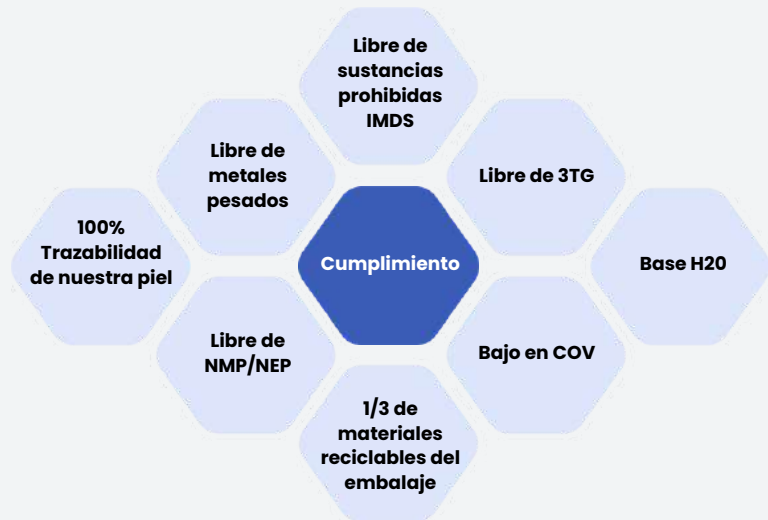 Libre de
sustancias
prohibidas
IMDS
Libre de
metales
pesados
Libre de 3TG
100%
Trazabilidad
de nuestra piel
Cumplimiento
Base H20
Libre de
NMP/NEP
Bajo en COV
1/3 de
materiales
reciclables del
embalaje